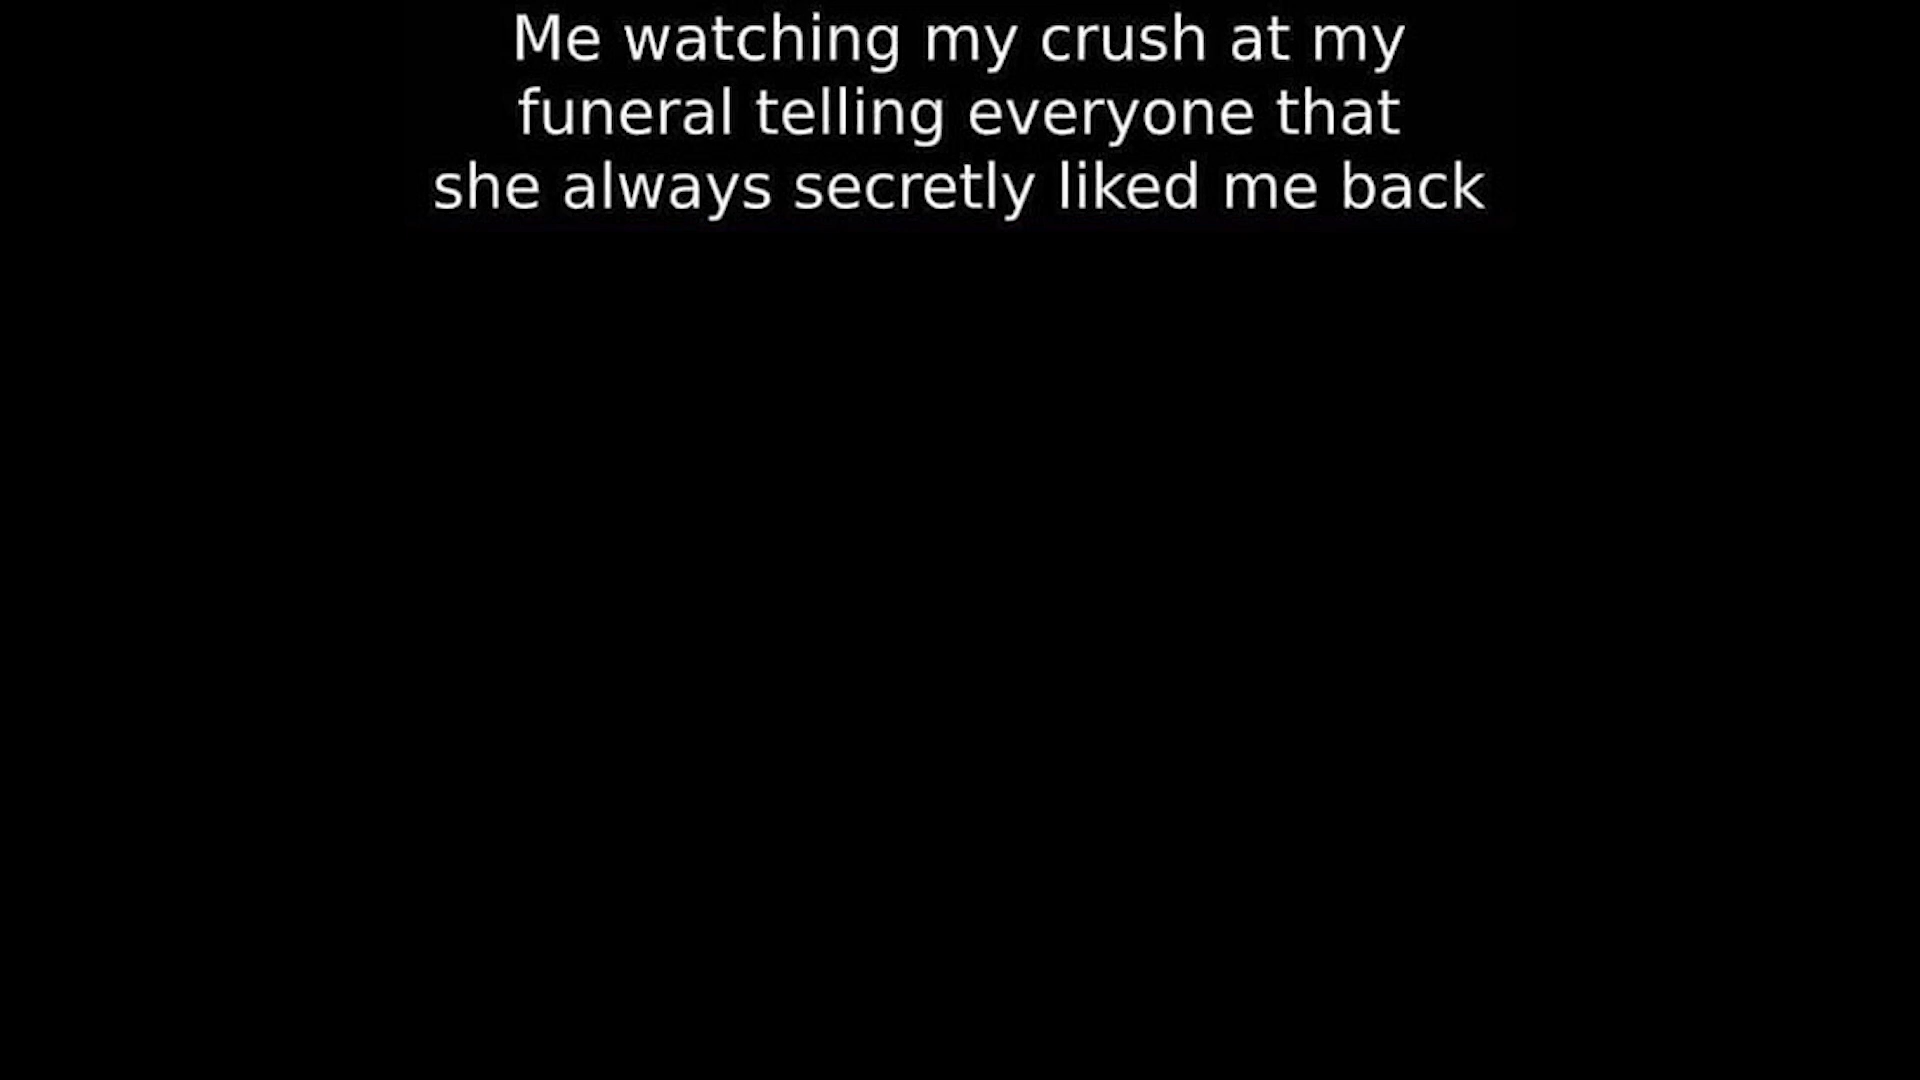 Me watching my crush at my
funeral telling everyone that
she always secretly liked me back